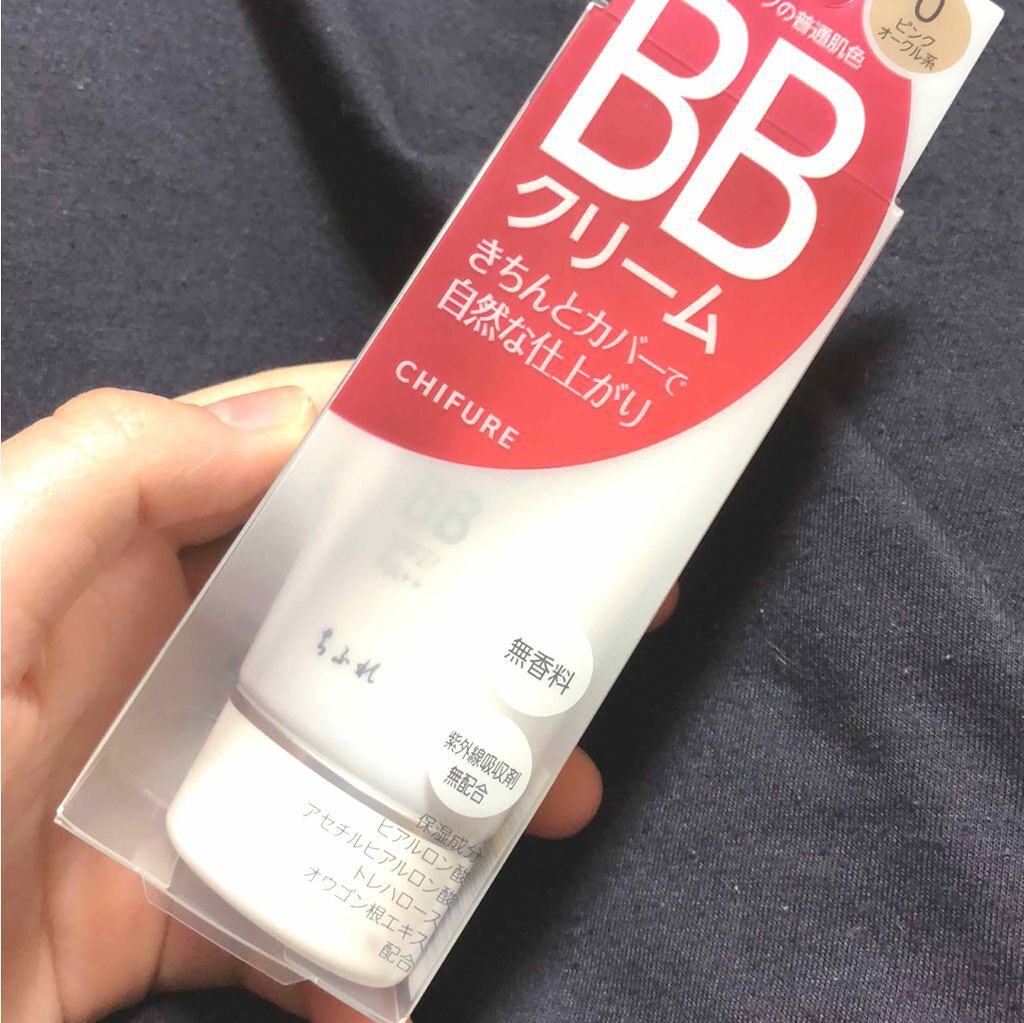 0
ピンク
オークル系
の普通肌色
BB
クリーム
きちんとカバーで
自然な仕上がり
CHIFURE
BB
ちふれ
無香料
紫外線吸収剤
無配合
保湿成分
ヒアルロン酸
アセチルヒアルロン酸
トレハロース
オウゴン根エキス
配合